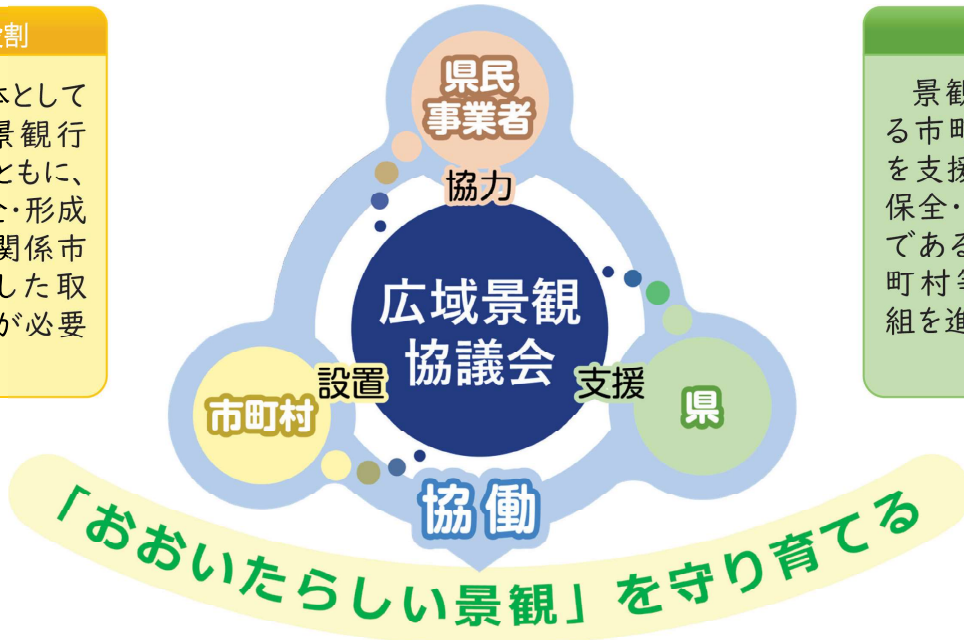 割
本として
景観行
ともに、
全・形成
関係市
した取
が必要
県民
事業者
協力
広域景観
協議会
設置
支援
市町村
県
協働
「おおいたらしい景観」を守り育てる
景観
る市町
を支援
保全・
である
町村等
組を進